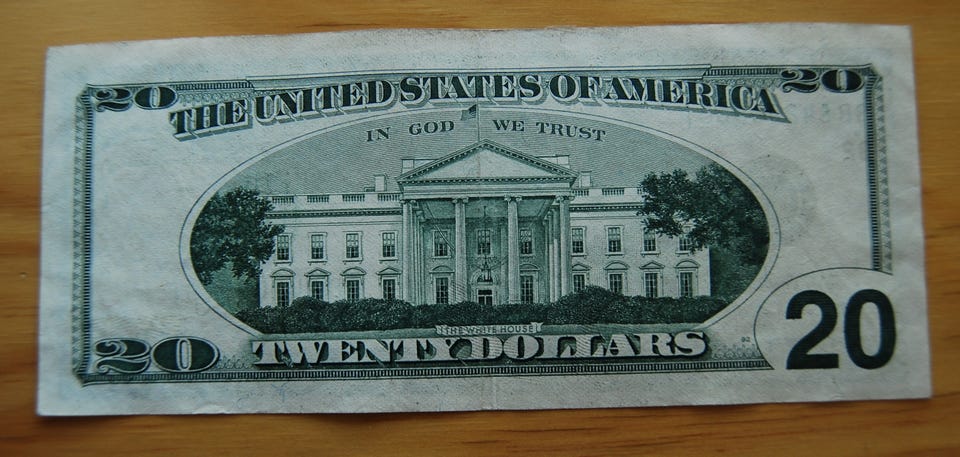 20 20
THE UNITED STATES OF AMERICA
IN GOD WE TRUST
THE WHITE HOUSE
20 TWENTY DOLLARS 20